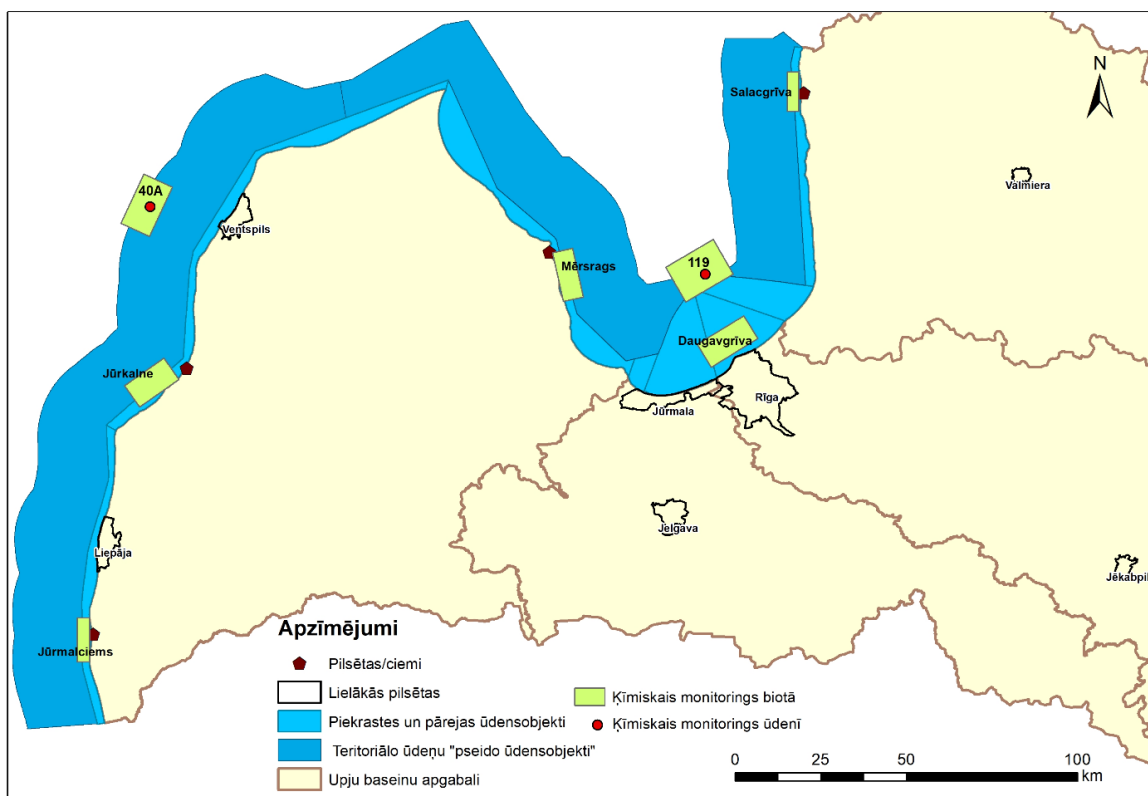 N
Salacgrīva
Valmiera
40A
Ventspils
Mērsrags
119
Daugavgrīva
Jūrkalne
Rīga
Jūrmala
Jelgava
Liepāja
Jēkabpil
Jūrmalciems
Apzīmējumi
Pilsētas/ciemi
Lielākās pilsētas
Piekrastes un pārejas ūdensobjekti
Teritoriālo ūdeņu "pseido ūdensobjekti"
Upju baseinu apgabali
Ķīmiskais monitorings biotā
Ķīmiskais monitorings ūdenī
0 25 50 100
km